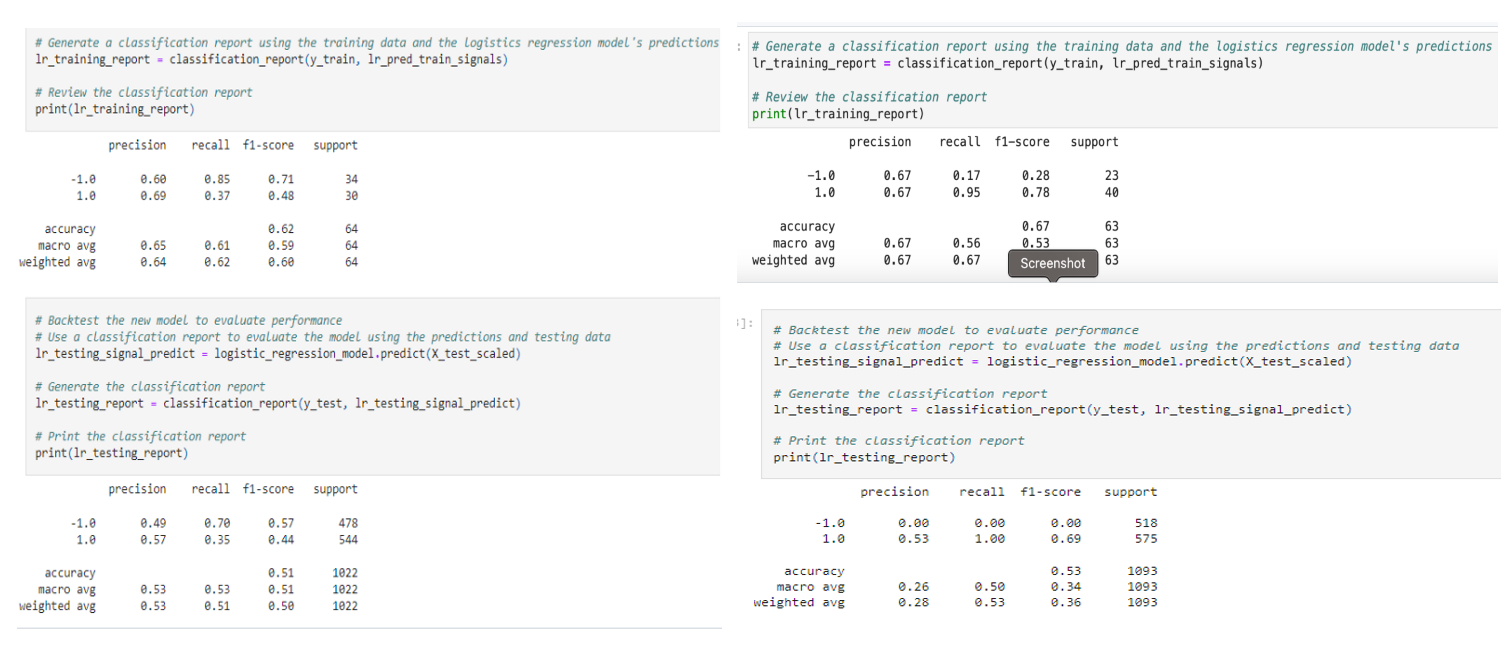 # Generate a classification report using the training data and the logistics regression model's predictions
lr_training_report = classification_report(y_train, lr_pred_train_signals)
# Review the classification report
print(lr_training_report)
precision recall f1-score support
-1.0 0.60 0.85 0.71 34
1.0 0.69 0.37 0.48 30
accuracy 0.62 64
macro avg 0.65 0.61 0.59 64
weighted avg 0.64 0.62 0.60 64
# Backtest the new model to evaluate performance
# Use a classification report to evaluate the model using the predictions and testing data
lr_testing_signal_predict = logistic_regression_model.predict(X_test_scaled)
# Generate the classification report
lr_testing_report = classification_report(y_test, lr_testing_signal_predict)
# Print the classification report
print(lr_testing_report)
precision recall f1-score support
-1.0 0.49 0.70 0.57 478
1.0 0.57 0.35 0.44 544
accuracy 0.51 1022
macro avg 0.53 0.53 0.51 1022
weighted avg 0.53 0.51 0.50 1022
: # Generate a classification report using the training data and the logistics regression model's predictions
lr_training_report = classification_report(y_train, lr_pred_train_signals)
# Review the classification report
print(lr_training_report)
precision recall f1-score support
-1.0 0.67 0.17 0.28 23
1.0 0.67 0.95 0.78 40
accuracy 0.67 63
macro avg 0.67 0.56 0.53 63
weighted avg 0.67 0.67 63
Screenshot
]:
# Backtest the new model to evaluate performance
# Use a classification report to evaluate the model using the predictions and testing data
lr_testing_signal_predict = logistic_regression_model.predict(X_test_scaled)
# Generate the classification report
lr_testing_report = classification_report(y_test, lr_testing_signal_predict)
# Print the classification report
print(lr_testing_report)
precision recall f1-score support
-1.0 0.00 0.00 0.00 518
1.0 0.53 1.00 0.69 575
accuracy 0.53 1093
macro avg 0.26 0.50 0.34 1093
weighted avg 0.28 0.53 0.36 1093